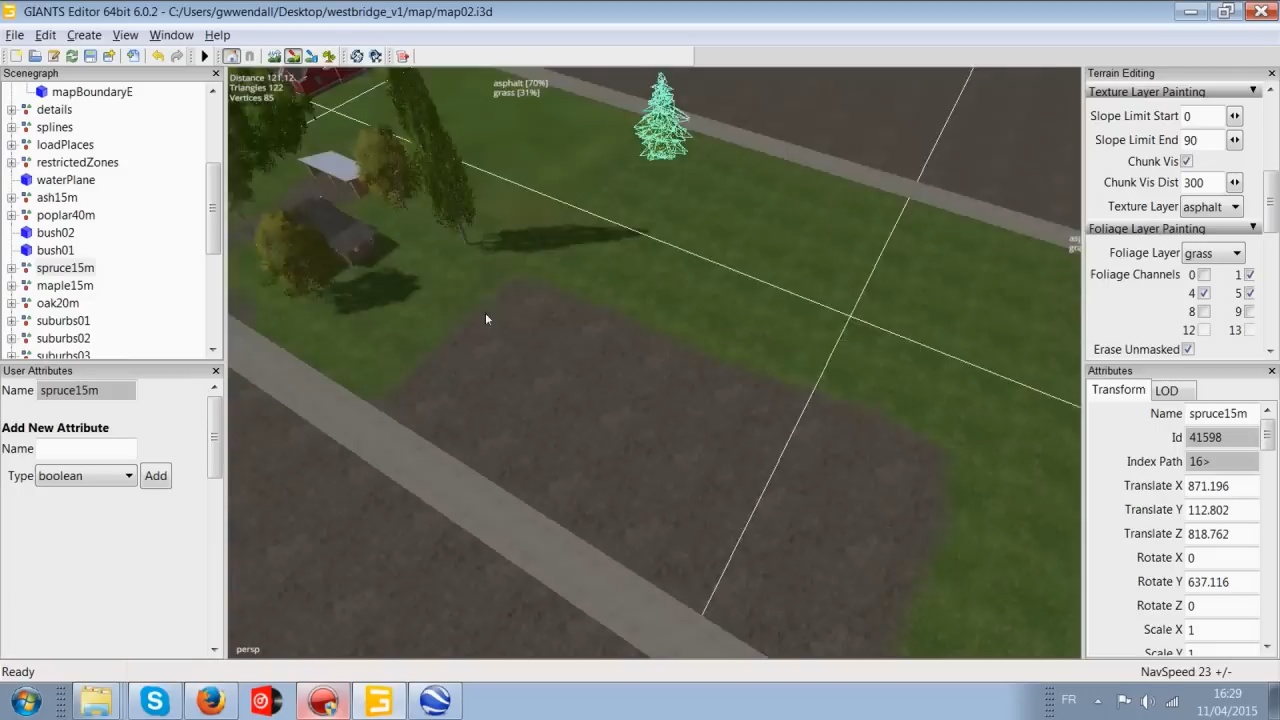 GIANTS Editor 64bit 6.0.2 - C:/Users/gwwendall/Desktop/westbridge_v1/map/map02.i3d
File Edit Create View Window Help
Scenegraph
mapBoundaryE
details
splines
loadPlaces
restrictedZones
waterPlane
ash15m
poplar40m
bush02
bush01
spruce15m
maple15m
oak20m
suburbs01
suburbs02
suburbs03
User Attributes
Name spruce15m
Add New Attribute
Name
Type boolean Add
Distance 121.12...
Triangles 122
Vertices 85
asphalt [70%]
grass [31%]
persp
Terrain Editing
Texture Layer Painting
Slope Limit Start 0
Slope Limit End 90
Chunk Vis
Chunk Vis Dist 300
Texture Layer asphalt
Foliage Layer Painting
Foliage Layer grass
Foliage Channels 0 1
4 5
8 9
12 13
Erase Unmasked
Attributes
Transform LOD
Name spruce15m
Id 41598
Index Path 16>
Translate X 871.196
Translate Y 112.802
Translate Z 818.762
Rotate X 0
Rotate Y 637.116
Rotate Z 0
Scale X 1
Scale Y 1
Ready
NavSpeed 23 +/-
FR
16:29
11/04/2015